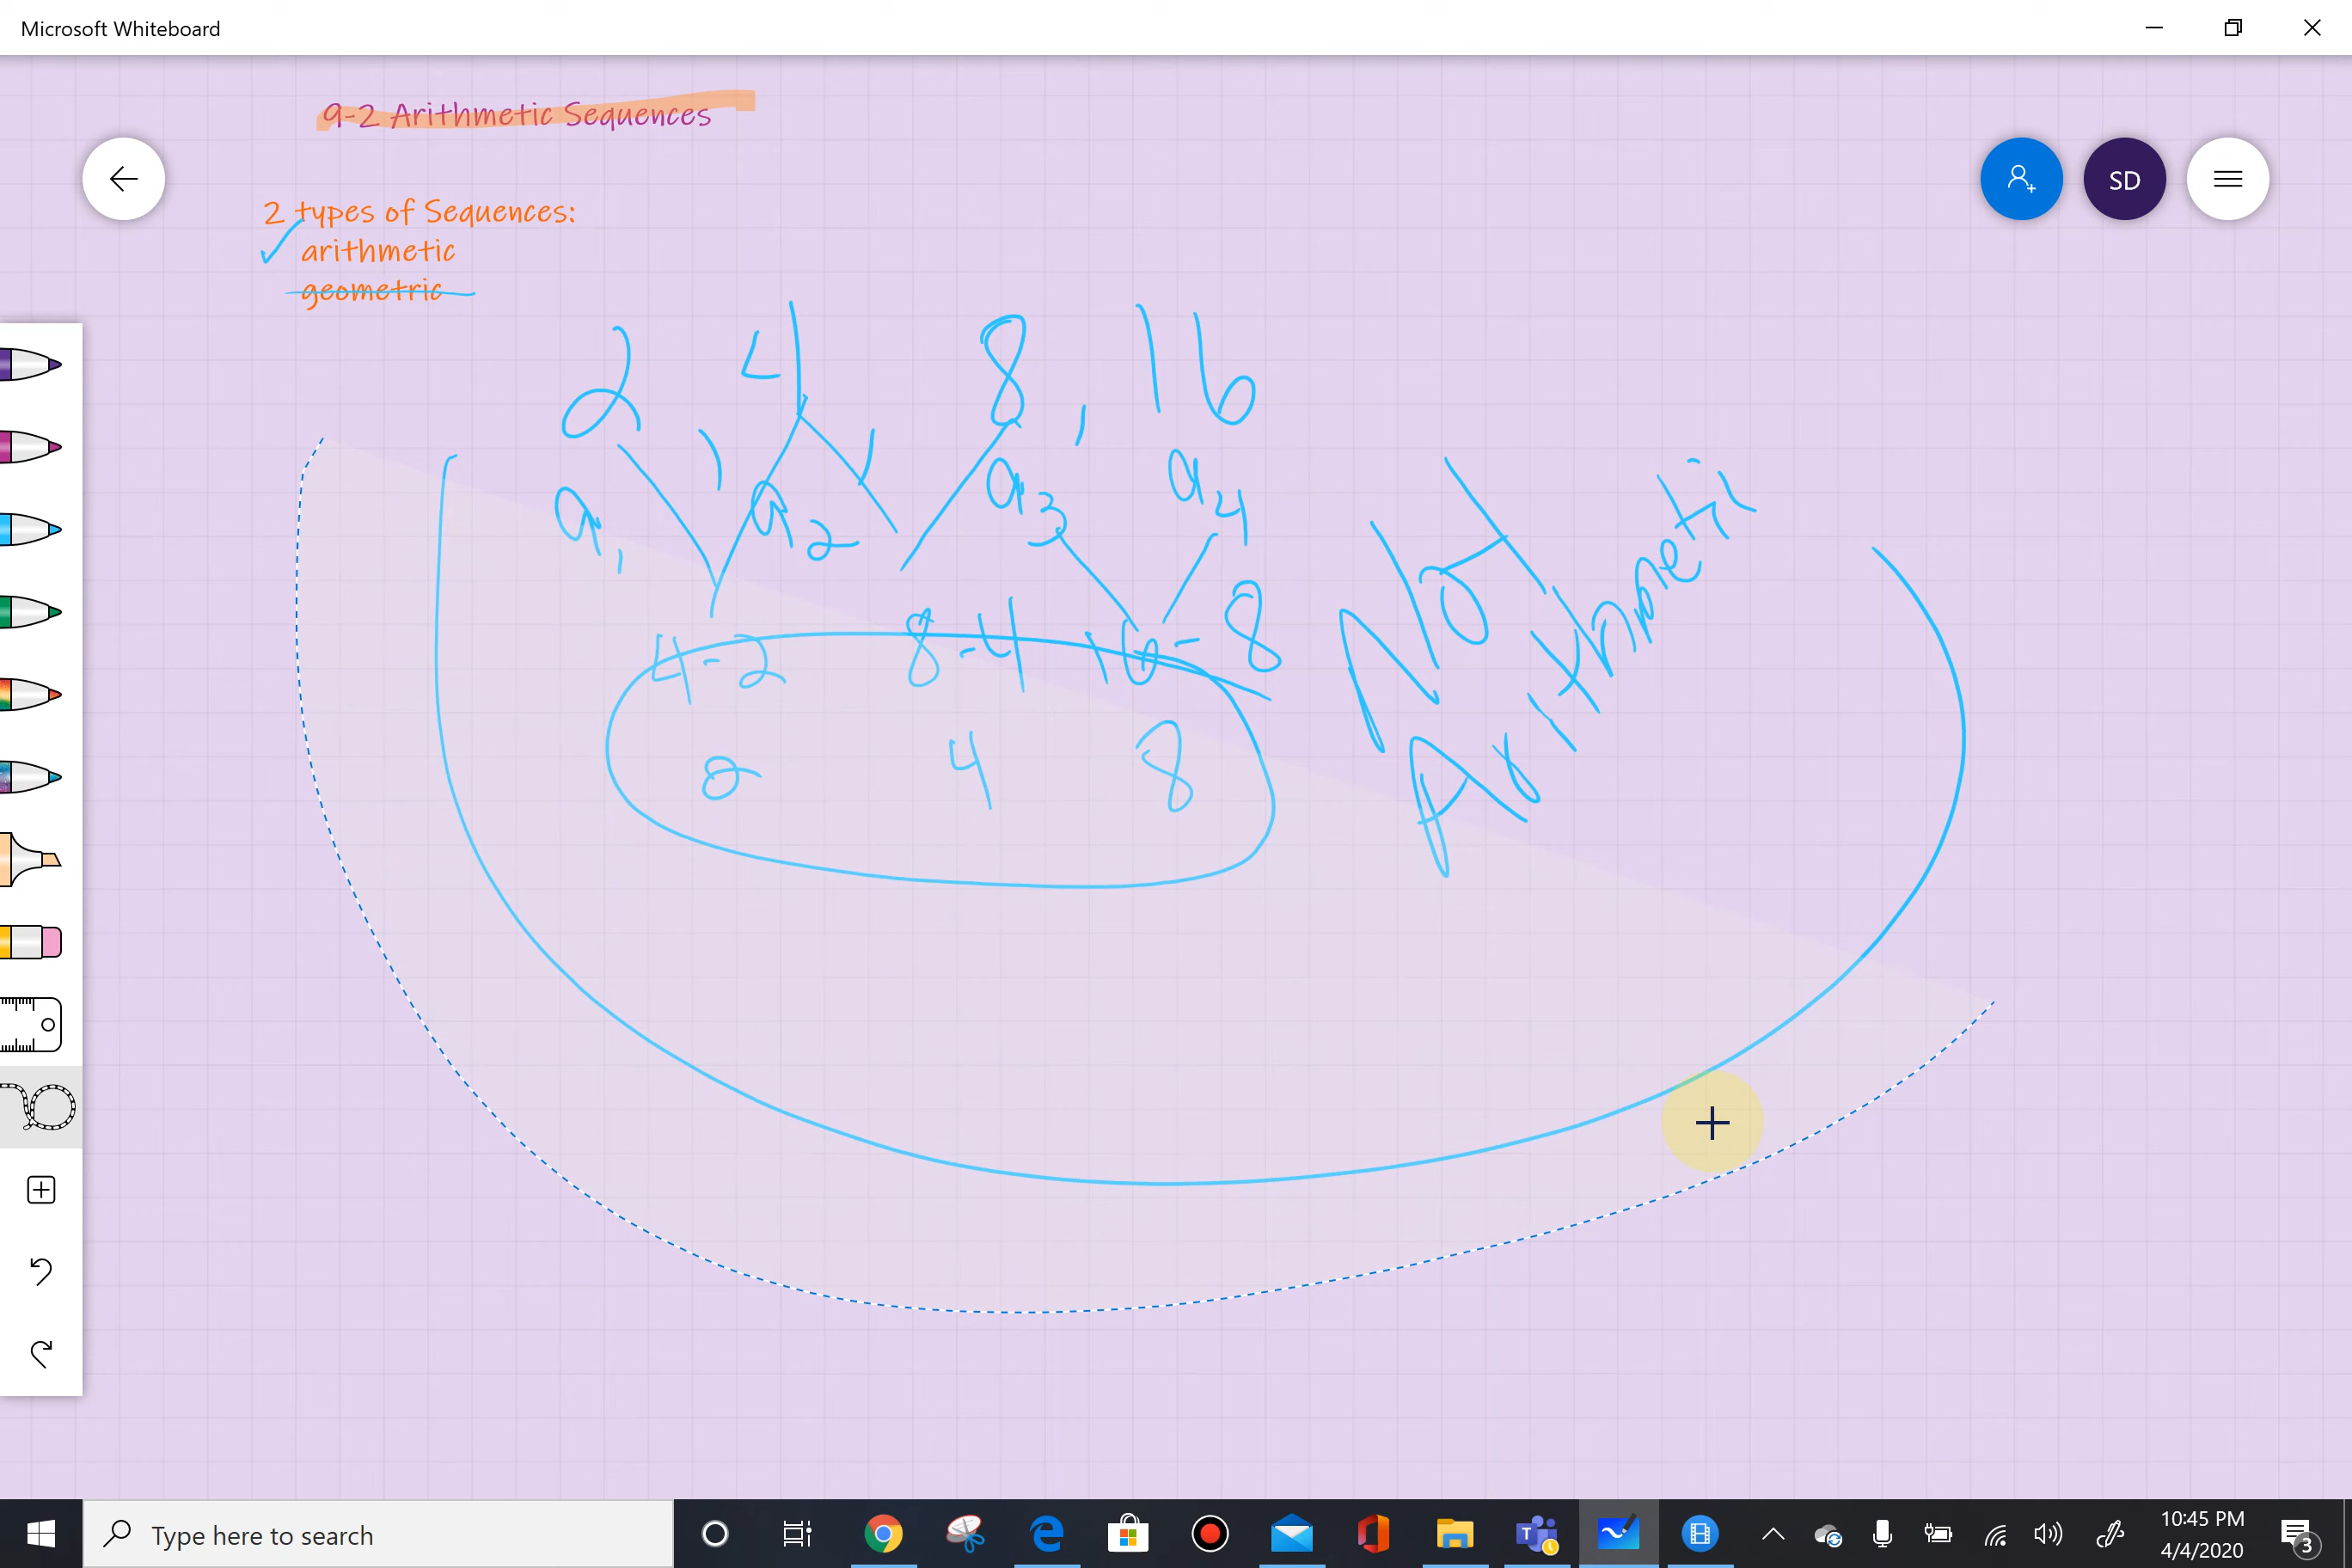 Microsoft Whiteboard
9-2 Arithmetic Sequences
SD
2 types of Sequences:
arithmetic
geometric
2, 4, 8, 16
a1 a2 a3 a4
4-2 8-4 16-8
2 4 8
Not
Arithmetic
Type here to search
10:45 PM
4/4/2020
3